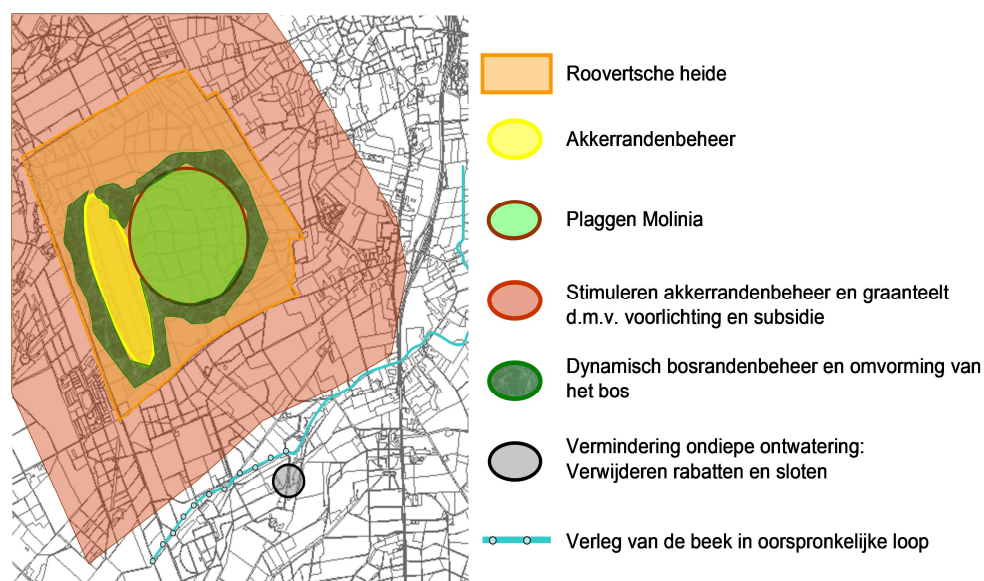 Roovertsche heide
Akkerrandenbeheer
Plaggen Molinia
Stimuleren akkerrandenbeheer en graanteelt
d.m.v. voorlichting en subsidie
Dynamisch bosrandenbeheer en omvorming van
het bos
Vermindering ondiepe ontwatering:
Verwijderen rabatten en sloten
Verleg van de beek in oorspronkelijke loop